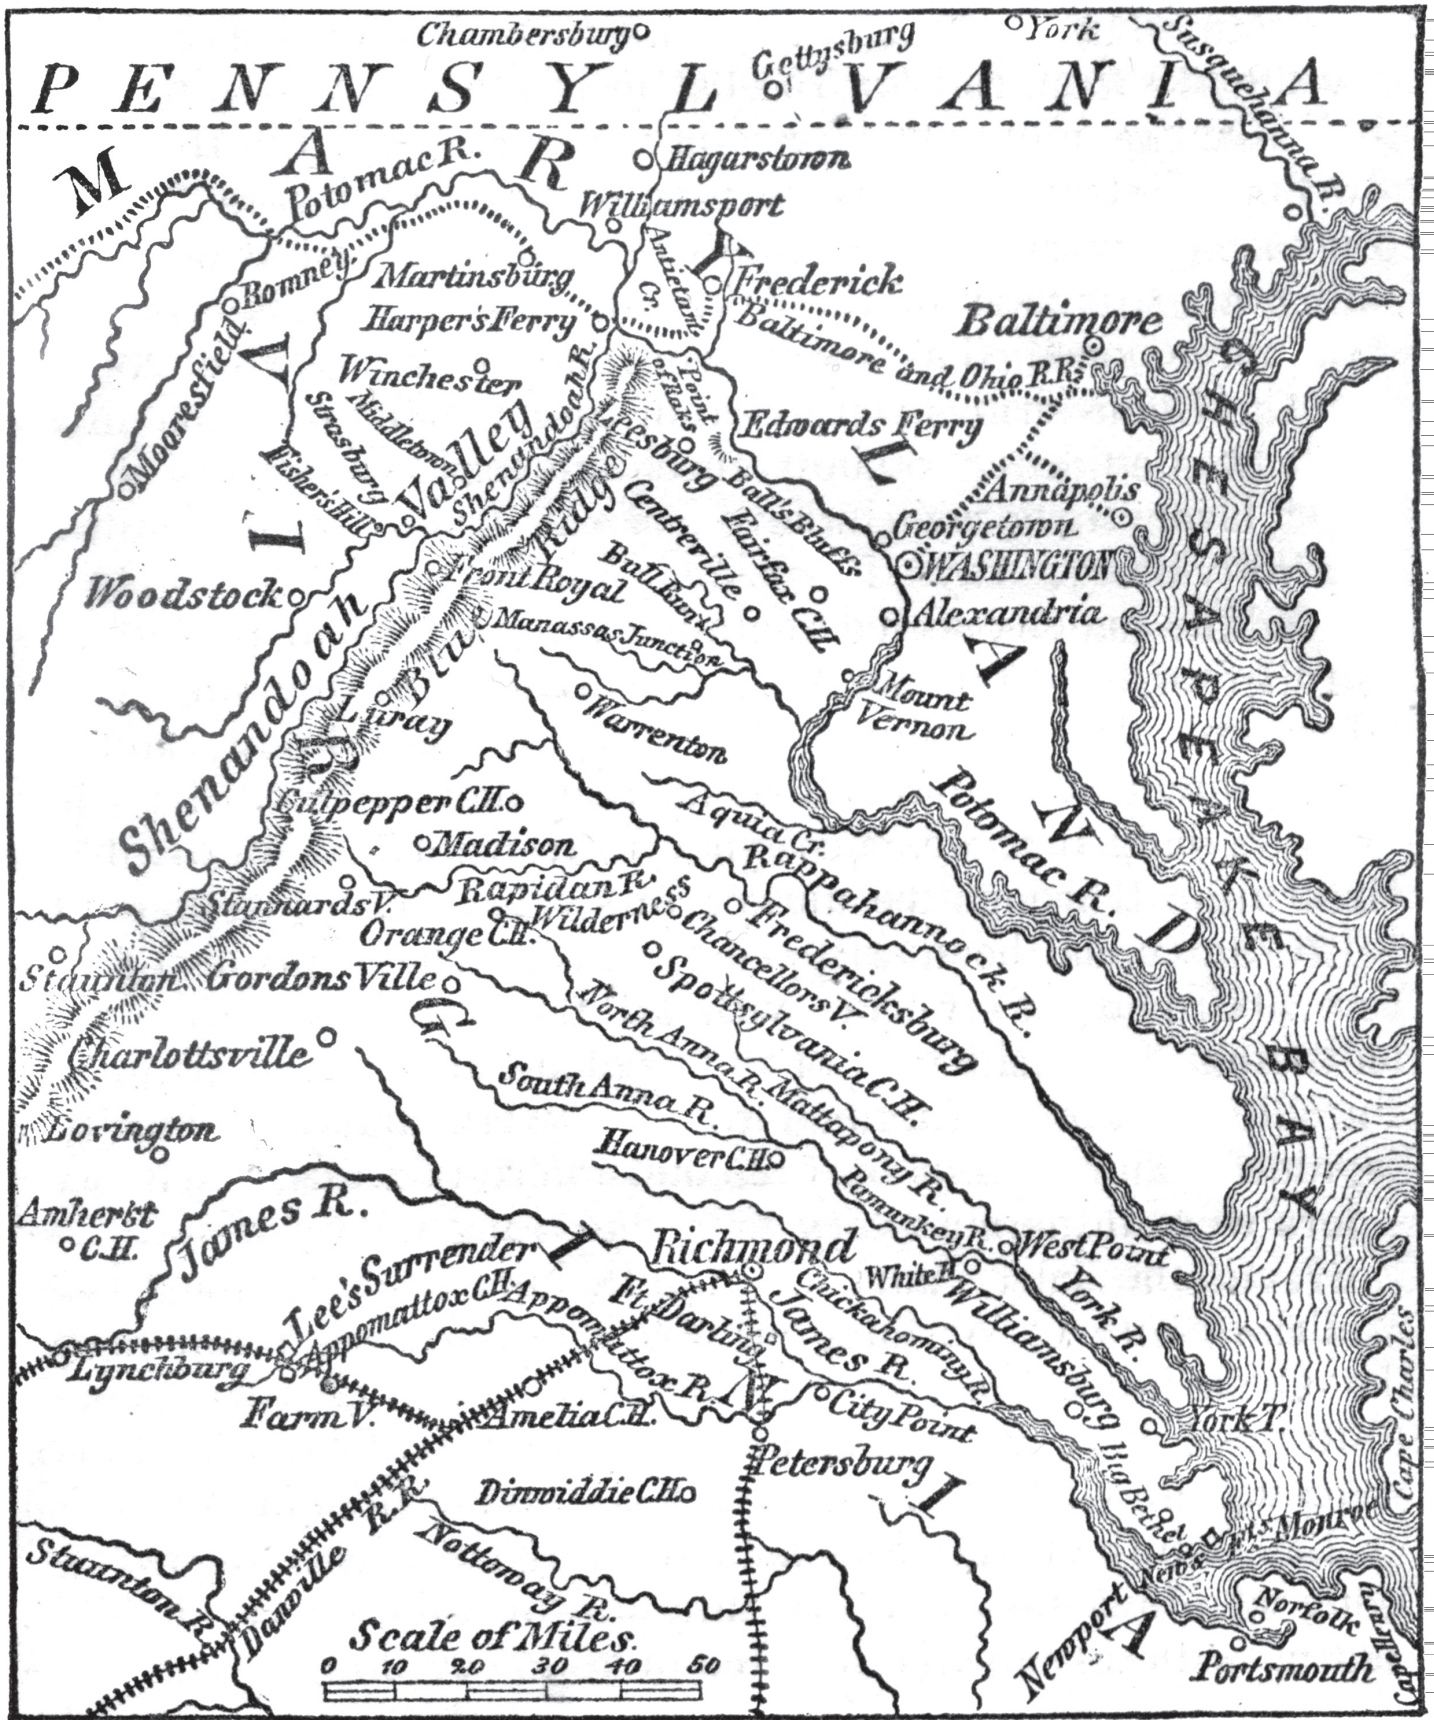 Chambersburg
Gettysburg
York
Susquehanna R.
PENNSYLVANIA
MARYLAND
Potomac R.
Hagarstown
Williamsport
Antietam Cr.
Romney
Martinsburg
Frederick
Harper's Ferry
Baltimore
Baltimore and Ohio R.R.
Mooresfield
Winchester
Point of Raks
Strasburg
Middletown
Valley
Shenandoah R.
Leesburg
Edwards Ferry
CHESAPEAKE BAY
Fisher's Hill
Ball's Bluffs
Annapolis
Georgetown
WASHINGTON
Centreville
Fairfax C.H.
Blue Ridge
Woodstock
Front Royal
Bull Run
Alexandria
Manassas Junction
Shenandoah
Luray
Warrenton
Mount
Vernon
VIRGINIA
Culpepper C.H.
Aquia Cr.
Potomac R.
Madison
Rappahannock R.
Stannards V.
Rapidan R.
Wilderness
Orange C.H.
Chancellors V.
Fredericksburg
Staunton
Gordons Ville
Spottsylvania C.H.
North Anna R.
Charlottsville
South Anna R.
Mattapony R.
Lovington
Hanover C.H.
Pamunkey R.
Amherst
C.H.
James R.
Richmond
West Point
White H.
Lee's Surrender
Appomattox C.H.
Appomattox R.
Ft. Darling
Chickahominy R.
James R.
Williamsburg
York R.
Lynchburg
Farm V.
Amelia C.H.
City Point
York T.
Cape Charles
Petersburg
Big Bethel
Danville R.R.
Dinwiddie C.H.
Nottoway R.
Staunton R.
Newport News
Fts. Monroe
Norfolk
Portsmouth
Cape Henry
Scale of Miles.
0 10 20 30 40 50